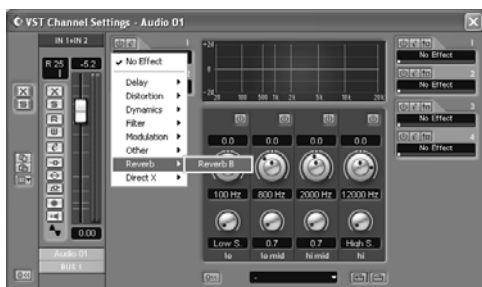 VST Channel Settings - Audio 01
IN 1+IN 2
R 25
-5.2
0.00
Audio 01
BUS 1
1
No Effect
Delay
Distortion
Dynamics
Filter
Modulation
Other
Reverb
Reverb B
Direct X
+24
0
-24
20 100 500 1k 2k 5k 10k 20k
0.0 0.0 0.0 0.0
100 Hz 800 Hz 2000 Hz 12000 Hz
Low S. 0.7 0.7 High S.
lo lo mid hi mid hi
1
No Effect
2
No Effect
3
No Effect
4
No Effect